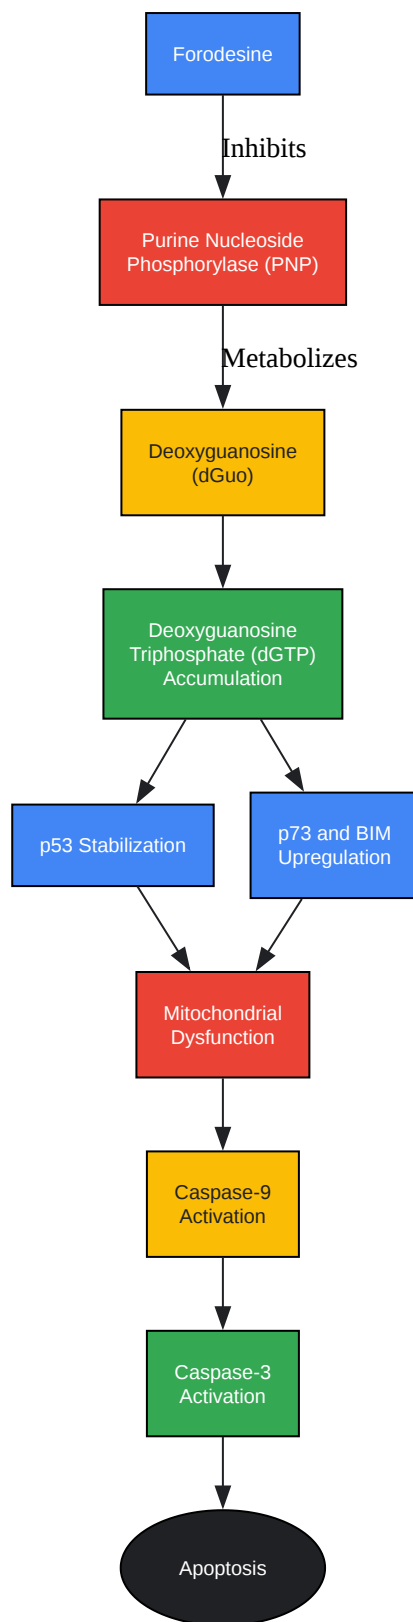 Forodesine
Inhibits
Purine Nucleoside
Phosphorylase (PNP)
Metabolizes
Deoxyguanosine
(dGuo)
Deoxyguanosine
Triphosphate (dGTP)
Accumulation
p53 Stabilization
p73 and BIM
Upregulation
Mitochondrial
Dysfunction
Caspase-9
Activation
Caspase-3
Activation
Apoptosis